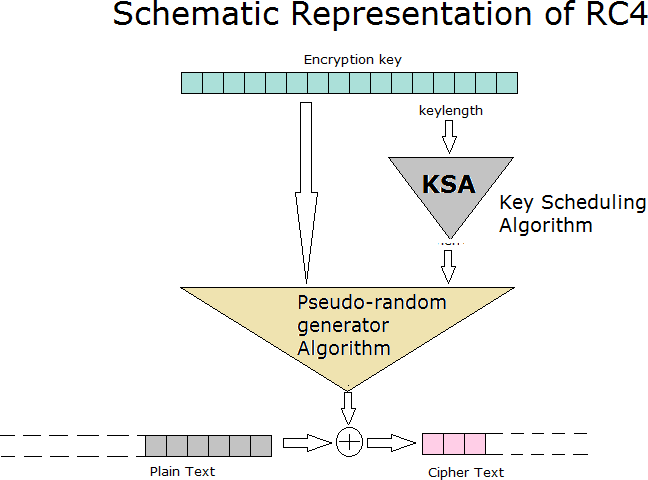 Schematic Representation of RC4
Encryption key
keylength
KSA
Key Scheduling
Algorithm
Pseudo-random
generator
Algorithm
Plain Text
Cipher Text